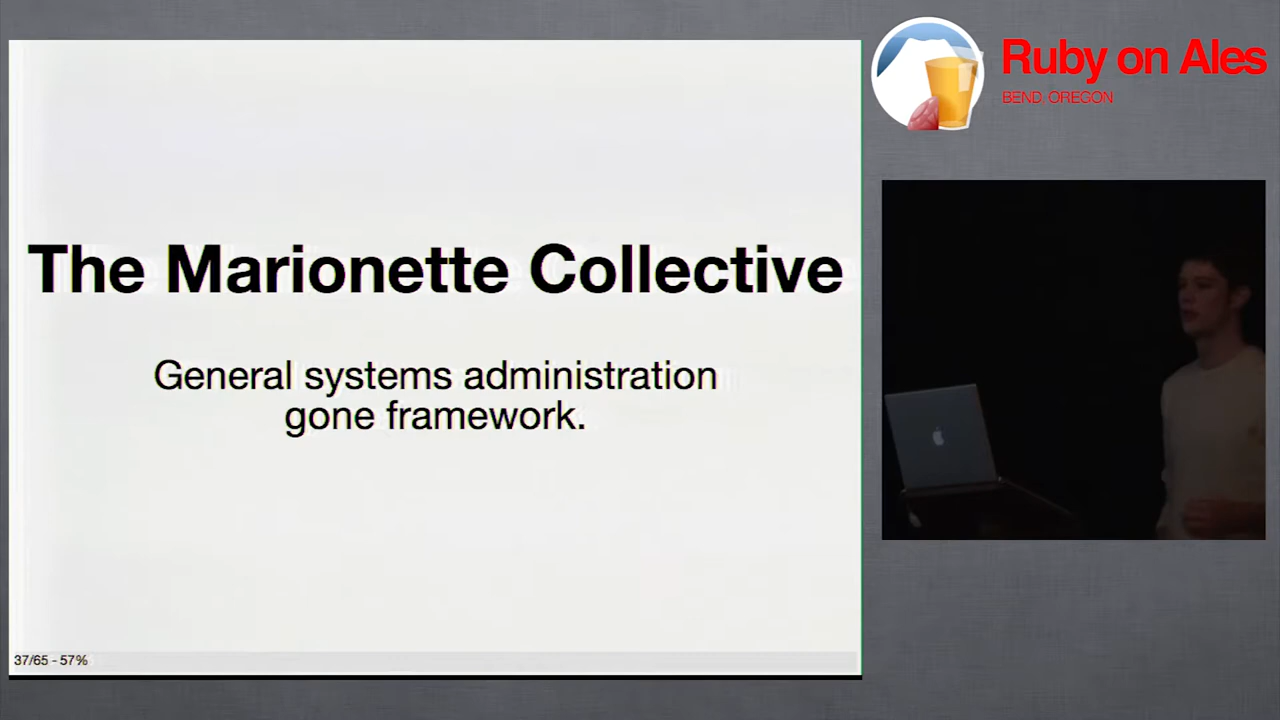 Ruby on Ales
BEND, OREGON
The Marionette Collective
General systems administration
gone framework.
37/65 - 57%